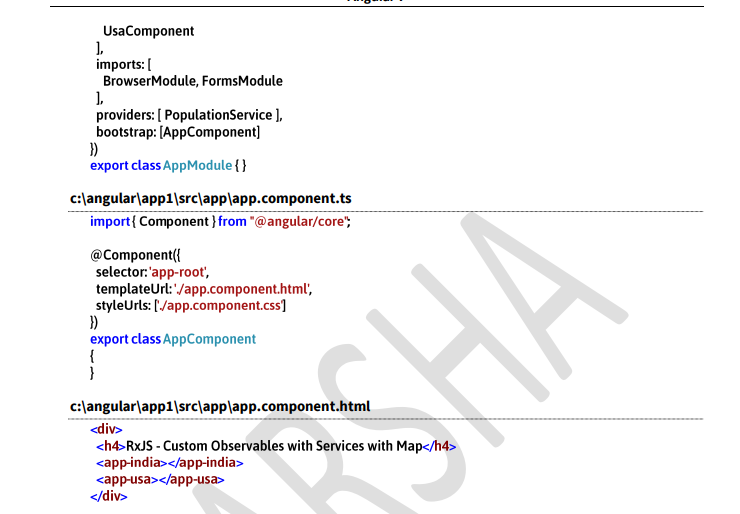 UsaComponent
],
imports: [
BrowserModule, FormsModule
],
providers: [ PopulationService ],
bootstrap: [AppComponent]
})
export class AppModule { }
c:\angular\app1\src\app\app.component.ts
import { Component } from "@angular/core";
@Component({
selector: 'app-root',
templateUrl: './app.component.html',
styleUrls: ['./app.component.css']
})
export class AppComponent
{
}
c:\angular\app1\src\app\app.component.html
<div>
<h4>RxJS - Custom Observables with Services with Map</h4>
<app-india></app-india>
<app-usa></app-usa>
</div>
ARSHA